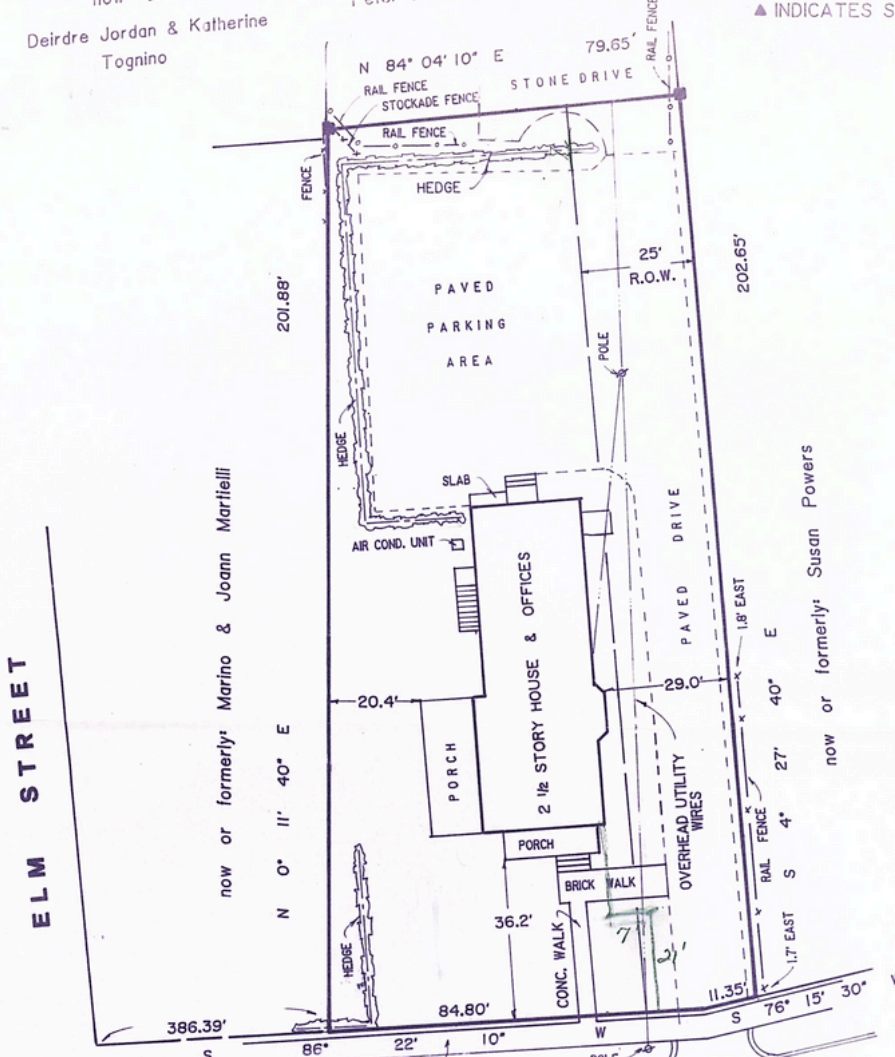 Deirdre Jordan & Katherine
Tognino
▲ INDICATES S
N 84° 04' 10" E
79.65'
STONE DRIVE
RAIL FENCE
RAIL FENCE
STOCKADE FENCE
RAIL FENCE
FENCE
HEDGE
201.88'
202.65'
25'
R.O.W.
PAVED
PARKING
AREA
POLE
HEDGE
SLAB
AIR COND. UNIT
2 1/2 STORY HOUSE & OFFICES
PAVED DRIVE
now or formerly: Marino & Joann Martielli
now or formerly: Susan Powers
ELM STREET
1.8' EAST
20.4'
29.0'
PORCH
N 0° 11' 40" E
S 4° 27' 40" E
OVERHEAD UTILITY
WIRES
PORCH
BRICK WALK
RAIL FENCE
36.2'
CONC. WALK
7'
21'
HEDGE
1.7' EAST
84.80'
11.35'
S 76° 15' 30"
386.39'
S 86° 22' 10" W
POLE